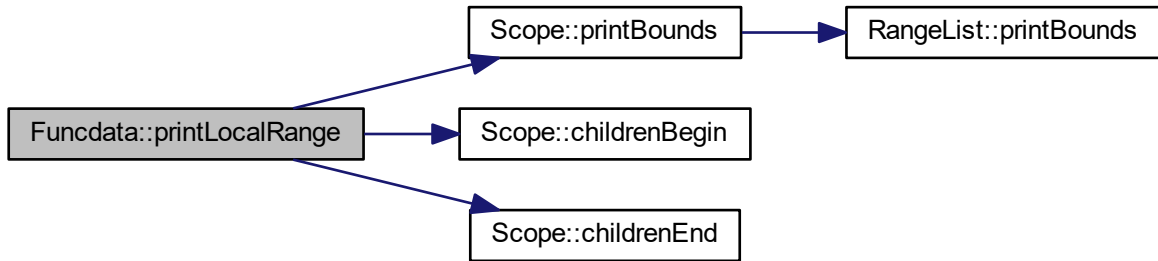 Scope::printBounds
RangeList::printBounds
Funcdata::printLocalRange
Scope::childrenBegin
Scope::childrenEnd